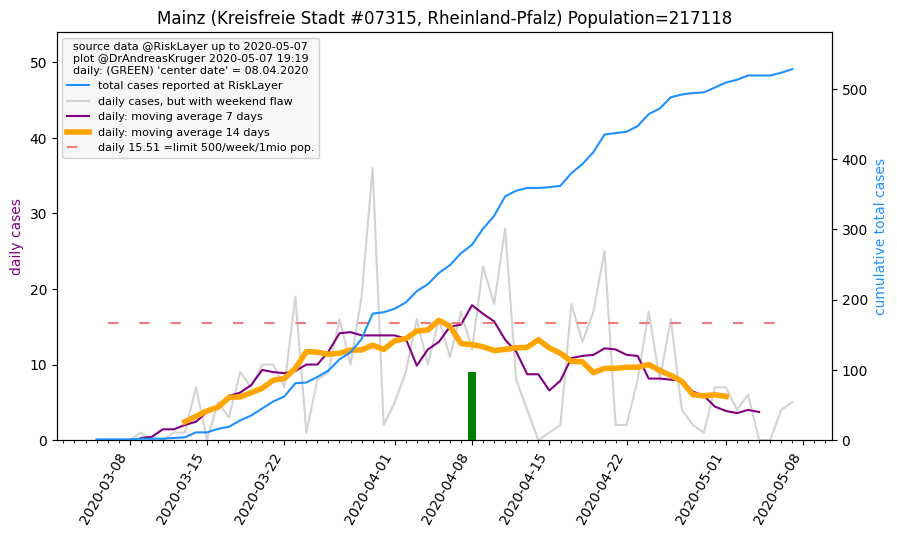 Mainz (Kreisfreie Stadt #07315, Rheinland-Pfalz) Population=217118
source data @RiskLayer up to 2020-05-07
plot @DrAndreasKruger 2020-05-07 19:19
daily: (GREEN) 'center date' = 08.04.2020
total cases reported at RiskLayer
daily cases, but with weekend flaw
daily: moving average 7 days
daily: moving average 14 days
daily 15.51 =limit 500/week/1mio pop.
daily cases
50
40
30
20
10
0
cumulative total cases
500
400
300
200
100
0
2020-03-08
2020-03-15
2020-03-22
2020-04-01
2020-04-08
2020-04-15
2020-04-22
2020-05-01
2020-05-08